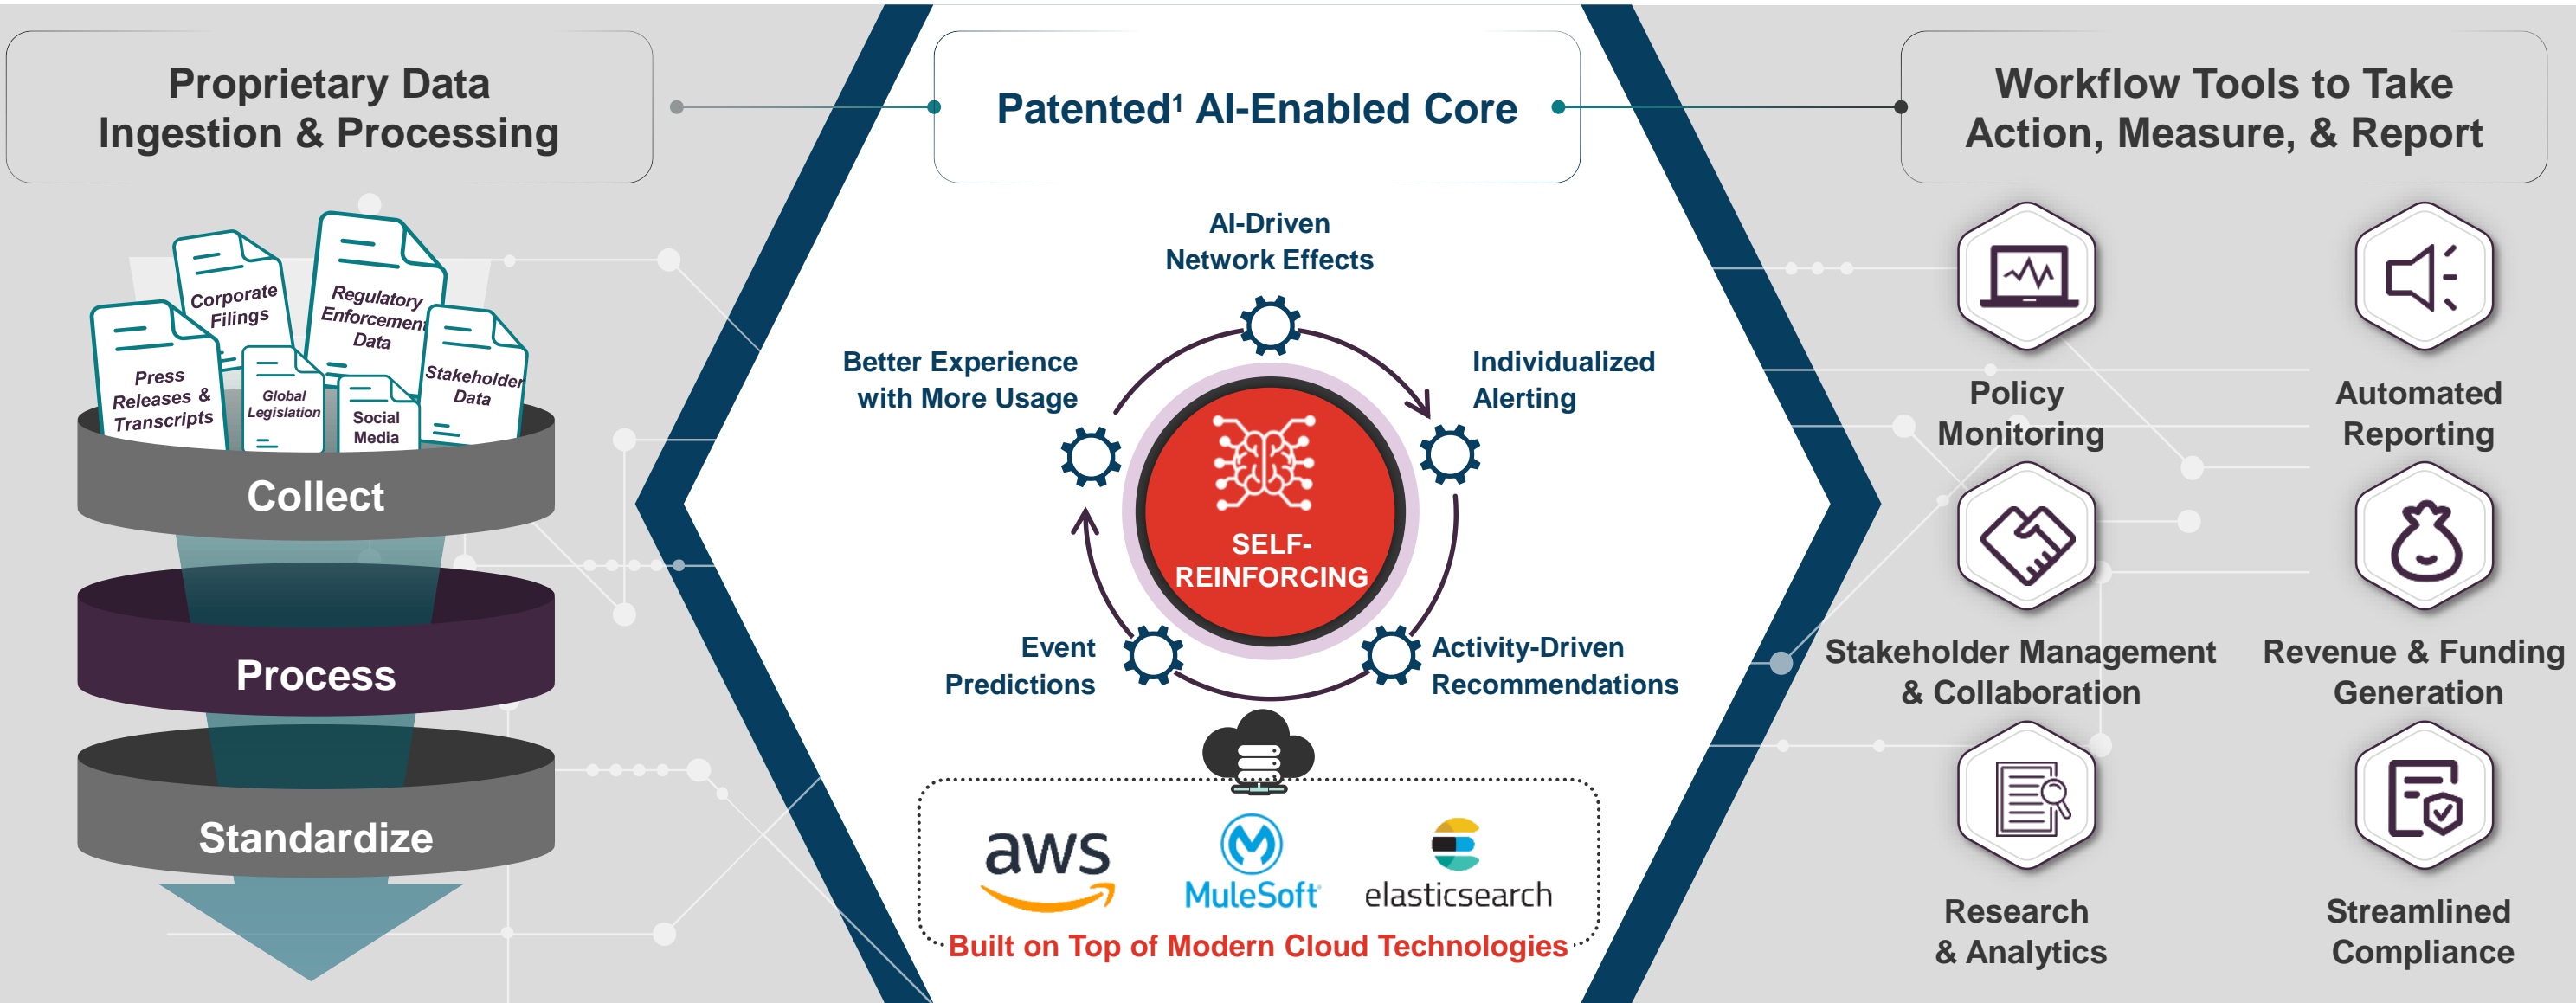 Proprietary Data
Ingestion & Processing
Corporate
Filings
Regulatory
Enforcement
Data
Press
Releases &
Transcripts
Global
Legislation
Social
Media
Stakeholder
Data
Collect
Process
Standardize
Patented¹ AI-Enabled Core
AI-Driven
Network Effects
Better Experience
with More Usage
Individualized
Alerting
SELF-
REINFORCING
Event
Predictions
Activity-Driven
Recommendations
aws
MuleSoft
elasticsearch
Built on Top of Modern Cloud Technologies
Workflow Tools to Take
Action, Measure, & Report
Policy
Monitoring
Automated
Reporting
Stakeholder Management
& Collaboration
Revenue & Funding
Generation
Research
& Analytics
Streamlined
Compliance